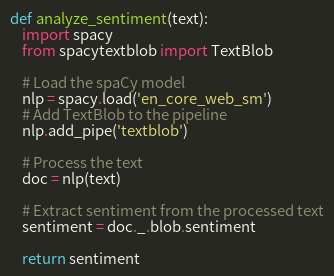 def analyze_sentiment(text):
    import spacy
    from spacytextblob import TextBlob

    # Load the spaCy model
    nlp = spacy.load('en_core_web_sm')
    # Add TextBlob to the pipeline
    nlp.add_pipe('textblob')

    # Process the text
    doc = nlp(text)

    # Extract sentiment from the processed text
    sentiment = doc._.blob.sentiment

    return sentiment